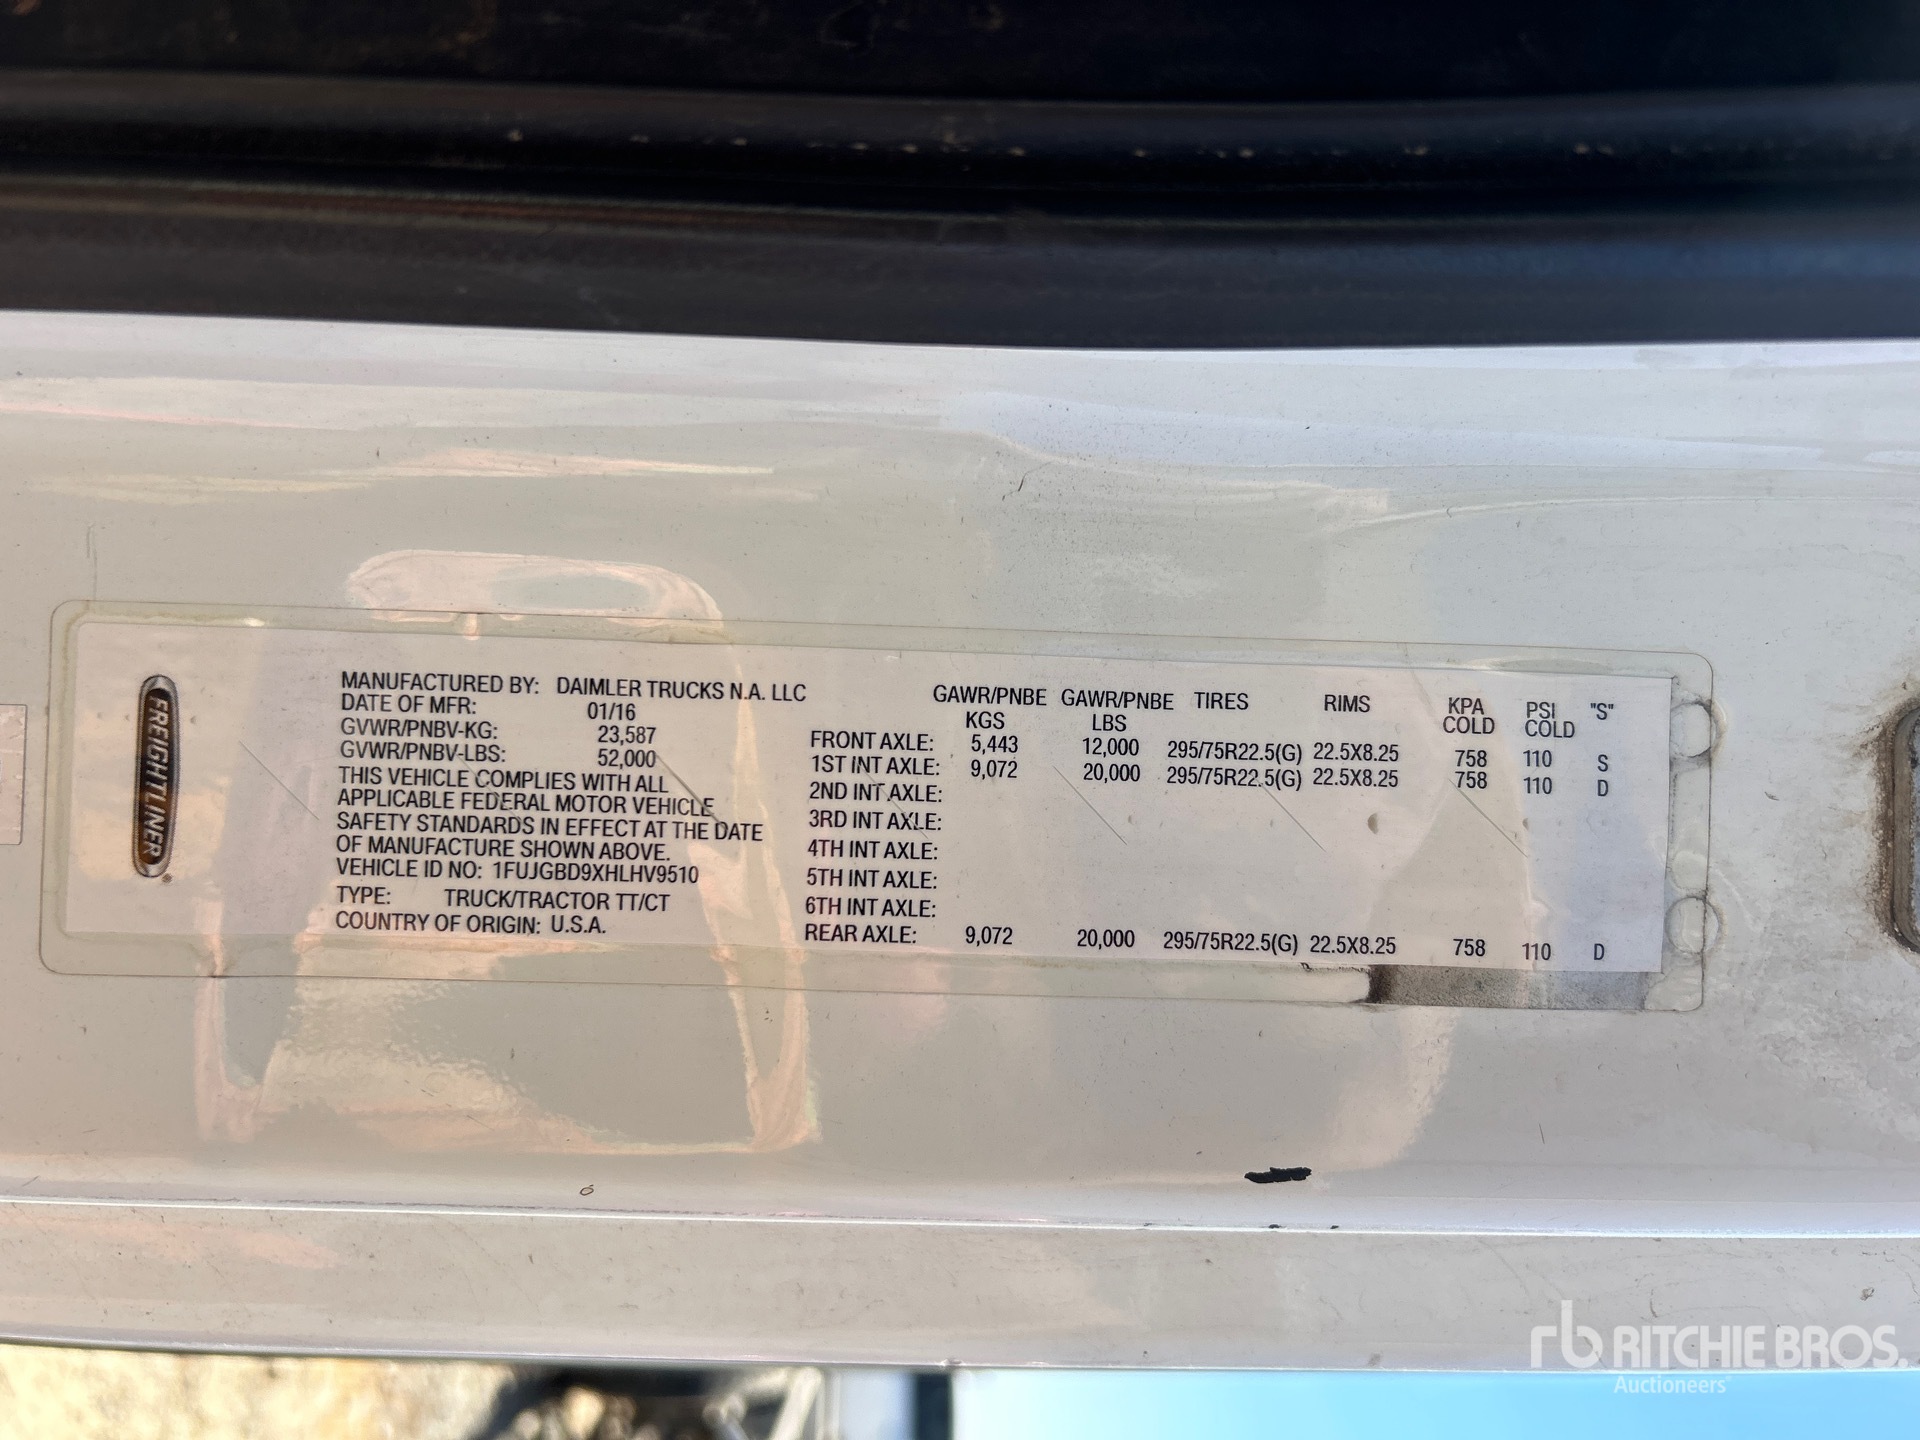 FREIGHTLINER
MANUFACTURED BY: DAIMLER TRUCKS N.A. LLC
DATE OF MFR: 01/16
GVWR/PNBV-KG: 23,587
GVWR/PNBV-LBS: 52,000
THIS VEHICLE COMPLIES WITH ALL
APPLICABLE FEDERAL MOTOR VEHICLE
SAFETY STANDARDS IN EFFECT AT THE DATE
OF MANUFACTURE SHOWN ABOVE.
VEHICLE ID NO: 1FUJGBD9XHLHV9510
TYPE: TRUCK/TRACTOR TT/CT
COUNTRY OF ORIGIN: U.S.A.
GAWR/PNBE GAWR/PNBE TIRES RIMS KPA PSI "S"
KGS LBS COLD COLD
FRONT AXLE: 5,443 12,000 295/75R22.5(G) 22.5X8.25 758 110 S
1ST INT AXLE: 9,072 20,000 295/75R22.5(G) 22.5X8.25 758 110 D
2ND INT AXLE:
3RD INT AXLE:
4TH INT AXLE:
5TH INT AXLE:
6TH INT AXLE:
REAR AXLE: 9,072 20,000 295/75R22.5(G) 22.5X8.25 758 110 D
rb RITCHIE BROS.
Auctioneers